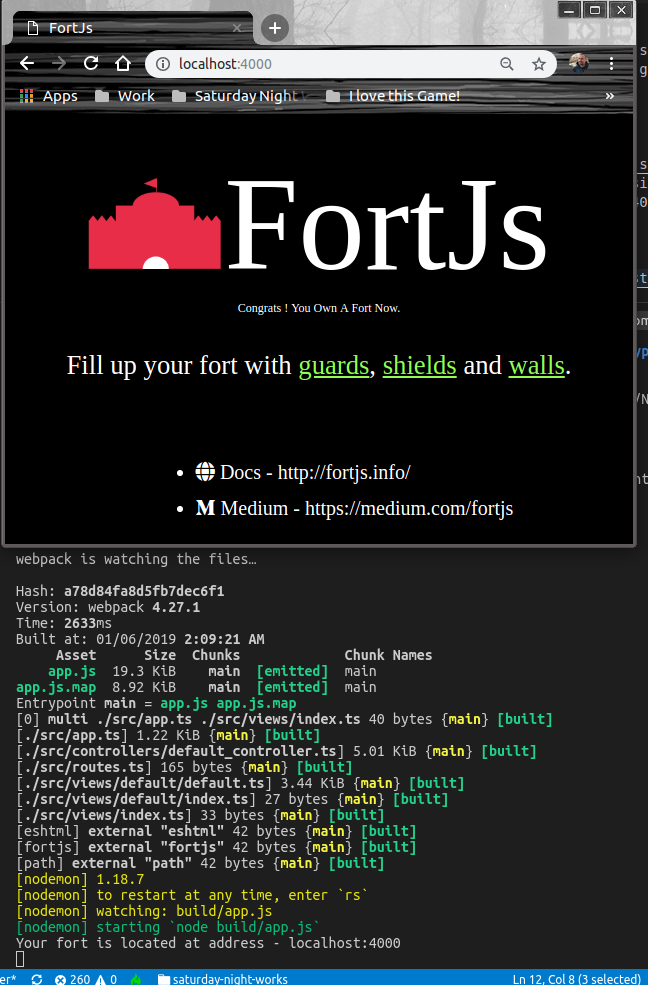 FortJs
localhost:4000
Apps Work Saturday Night I love this Game! »
FortJs
Congrats ! You Own A Fort Now.
Fill up your fort with guards, shields and walls.
• Docs - http://fortjs.info/
• M Medium - https://medium.com/fortjs
webpack is watching the files…
Hash: a78d84fa8d5fb7dec6f1
Version: webpack 4.27.1
Time: 2633ms
Built at: 01/06/2019 2:09:21 AM
Asset Size Chunks Chunk Names
app.js 19.3 KiB main [emitted] main
app.js.map 8.92 KiB main [emitted] main
Entrypoint main = app.js app.js.map
[0] multi ./src/app.ts ./src/views/index.ts 40 bytes {main} [built]
[./src/app.ts] 1.22 KiB {main} [built]
[./src/controllers/default_controller.ts] 5.01 KiB {main} [built]
[./src/routes.ts] 165 bytes {main} [built]
[./src/views/default/default.ts] 3.44 KiB {main} [built]
[./src/views/default/index.ts] 27 bytes {main} [built]
[./src/views/index.ts] 33 bytes {main} [built]
[eshtml] external "eshtml" 42 bytes {main} [built]
[fortjs] external "fortjs" 42 bytes {main} [built]
[path] external "path" 42 bytes {main} [built]
[nodemon] 1.18.7
[nodemon] to restart at any time, enter `rs`
[nodemon] watching: build/app.js
[nodemon] starting `node build/app.js`
Your fort is located at address - localhost:4000
er* 260 0 saturday-night-works Ln 12, Col 8 (3 selected)